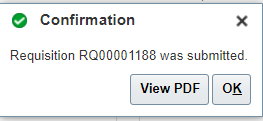 Confirmation
Requisition RQ00001188 was submitted.
View PDF OK